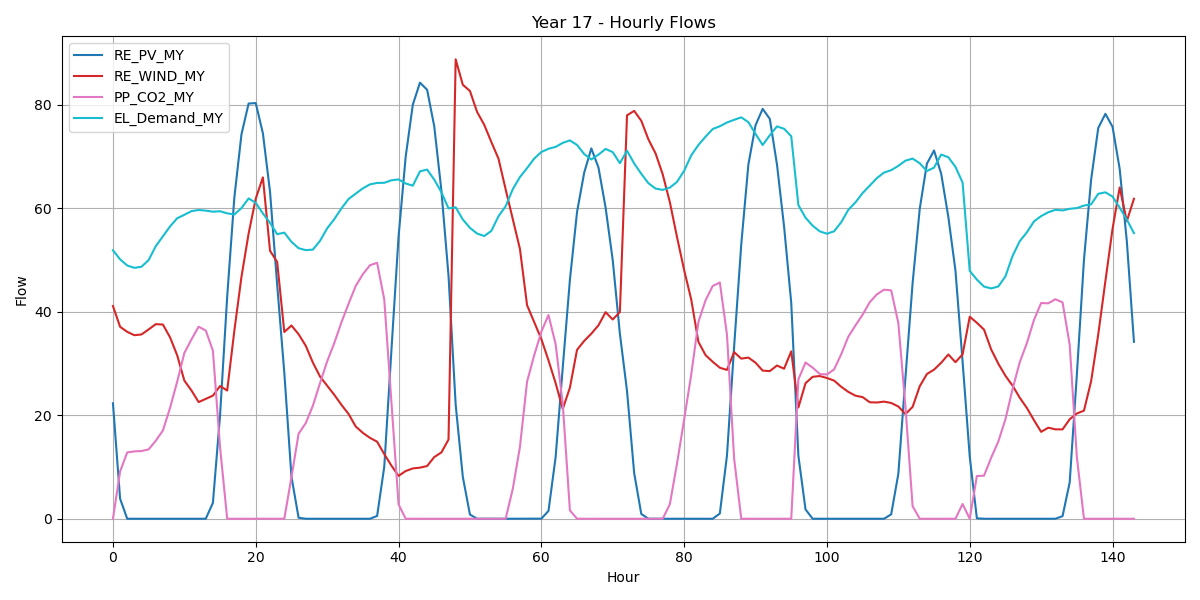 Year 17 - Hourly Flows
RE_PV_MY
RE_WIND_MY
PP_CO2_MY
EL_Demand_MY
Flow
80
60
40
20
0
0 20 40 60 80 100 120 140
Hour